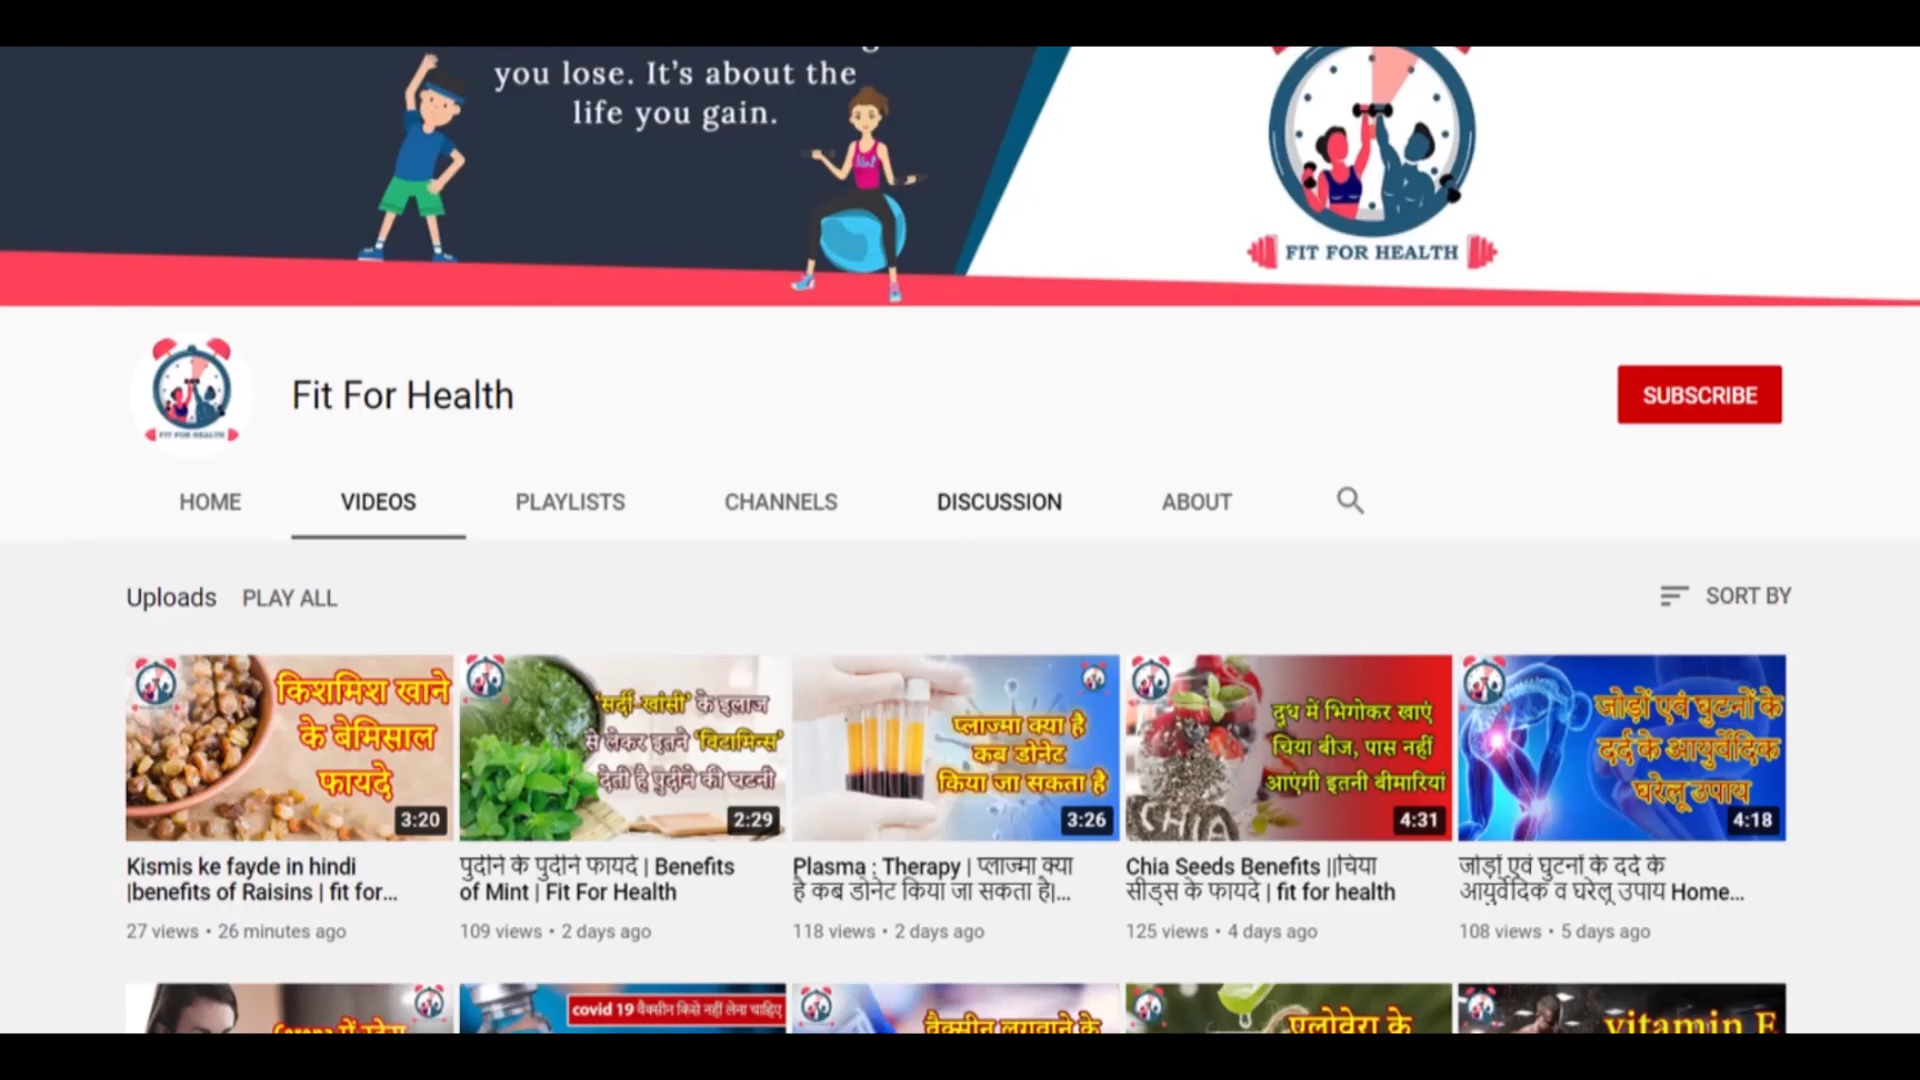 you lose. It's about the
life you gain.
FIT FOR HEALTH
Fit For Health
SUBSCRIBE
HOME
VIDEOS
PLAYLISTS
CHANNELS
DISCUSSION
ABOUT
Uploads
PLAY ALL
SORT BY
किशमिश खाने
के बेमिसाल
फायदे
3:20
'सर्दी-खांसी' के इलाज
से लेकर इतने 'विटामिन्स'
देती है पुदीने की चटनी
2:29
प्लाज्मा क्या है
कब डोनेट
किया जा सकता है
3:26
दुध में भिगोकर खाएं
चिया बीज, पास नहीं
आएंगी इतनी बीमारियां
CHIA
4:31
जोड़ों एवं घुटनों के
दर्द के आयुर्वेदिक
घरेलू उपाय
4:18
Kismis ke fayde in hindi
|benefits of Raisins | fit for...
27 views • 26 minutes ago
पुदीने के पुदीने फायदे | Benefits
of Mint | Fit For Health
109 views • 2 days ago
Plasma : Therapy | प्लाज्मा क्या
है कब डोनेट किया जा सकता है|...
118 views • 2 days ago
Chia Seeds Benefits ||चिया
सीड्स के फायदे | fit for health
125 views • 4 days ago
जोड़ों एवं घुटनों के दर्द के
आयुर्वेदिक व घरेलू उपाय Home...
108 views • 5 days ago
covid 19 वैक्सीन किसे नहीं लेना चाहिए
वैक्सीन लगवाने के
एलोवेरा के
vitamin E